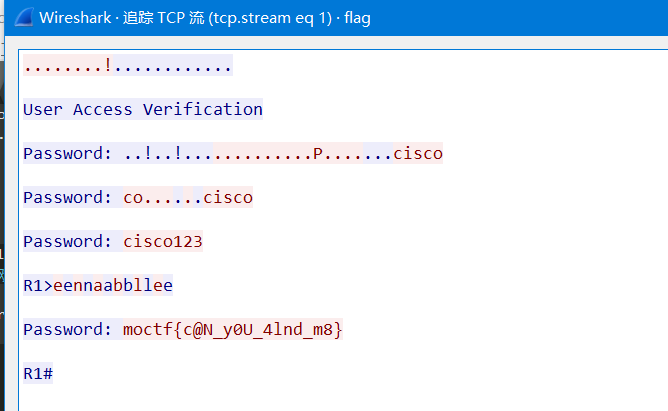 Wireshark · 追踪 TCP 流 (tcp.stream eq 1) · flag
........!............
User Access Verification
Password: ..!..!..............P.......cisco
Password: co......cisco
Password: cisco123
R1>eennaabbllee
Password: moctf{c@N_y0U_4lnd_m8}
R1#